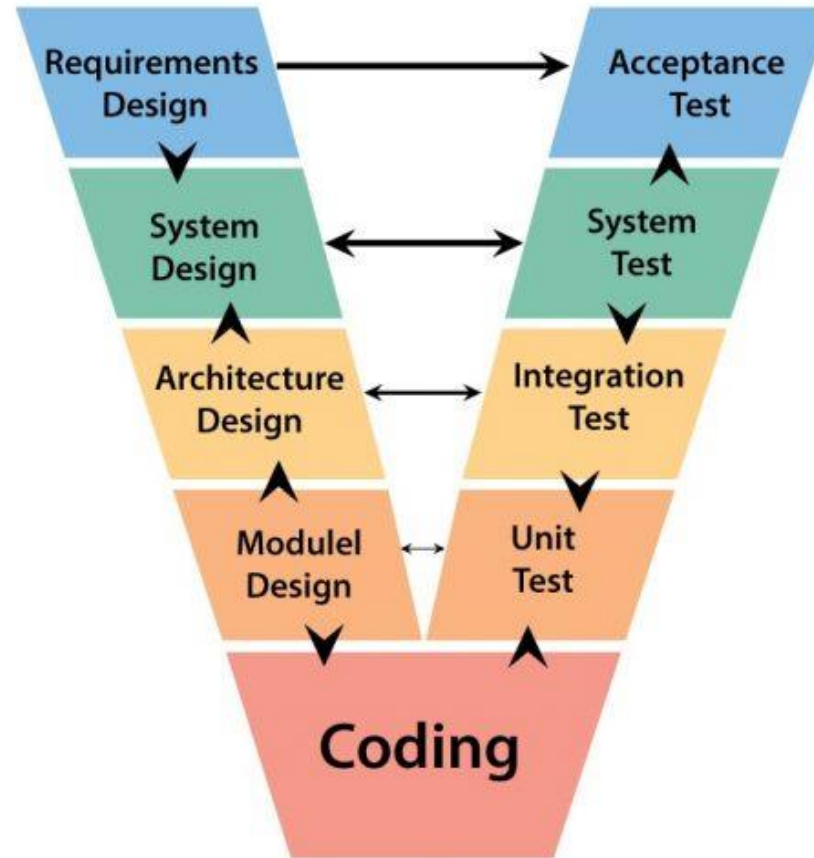 Requirements
Design
Acceptance
Test
System
Design
System
Test
Architecture
Design
Integration
Test
Modulel
Design
Unit
Test
Coding